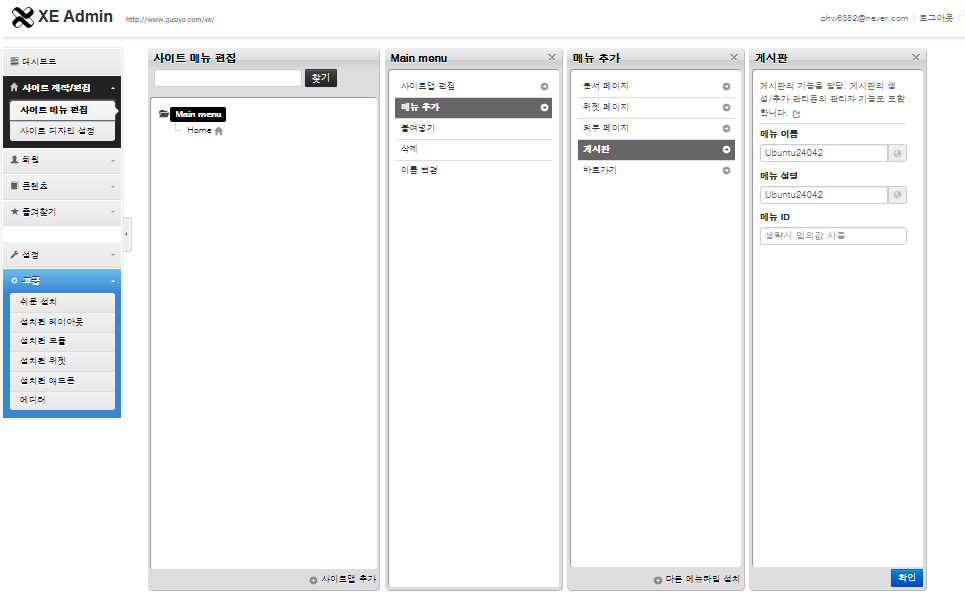 XE Admin
http://www.gusiya.com/xe/
phw6382@naver.com
로그아웃
대시보드
사이트 제작/편집
사이트 메뉴 편집
사이트 디자인 설정
회원
콘텐츠
즐겨찾기
설정
고급
쉬운 설치
설치된 레이아웃
설치된 모듈
설치된 위젯
설치된 애드온
에디터
사이트 메뉴 편집
찾기
Main menu
Home
사이트맵 추가
Main menu
사이트맵 편집
메뉴 추가
붙여넣기
삭제
이름 변경
메뉴 추가
문서 페이지
위젯 페이지
외부 페이지
게시판
바로가기
다른 메뉴타입 설치
게시판
게시판의 기능을 담당. 게시판의 생
성/추가 관리등의 관리자 기능도 포함
합니다.
메뉴 이름
Ubuntu24042
메뉴 설명
Ubuntu24042
메뉴 ID
생략시 임의값 사용
확인